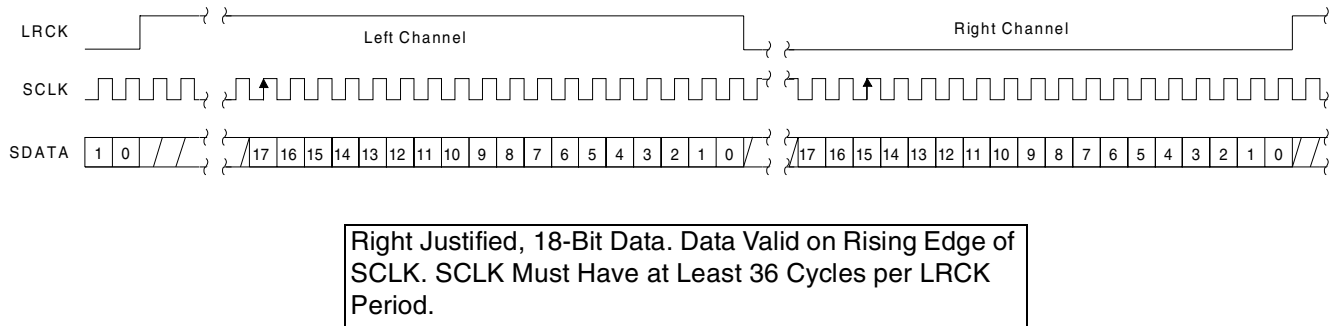 LRCK Left Channel Right Channel
SCLK
SDATA 1 0 17 16 15 14 13 12 11 10 9 8 7 6 5 4 3 2 1 0 17 16 15 14 13 12 11 10 9 8 7 6 5 4 3 2 1 0
Right Justified, 18-Bit Data. Data Valid on Rising Edge of
SCLK. SCLK Must Have at Least 36 Cycles per LRCK
Period.